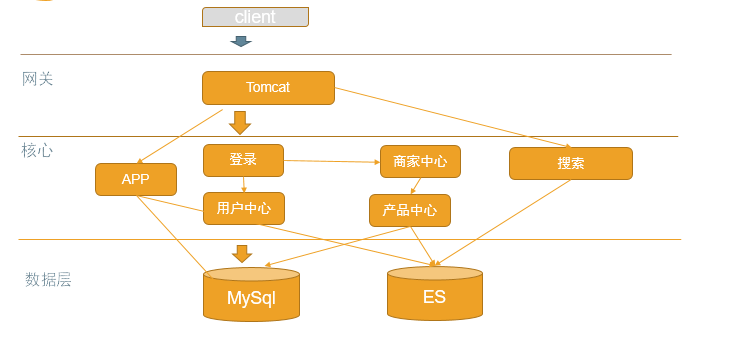 client
网关
Tomcat
核心
登录
商家中心
搜索
APP
用户中心
产品中心
数据层
MySql
ES